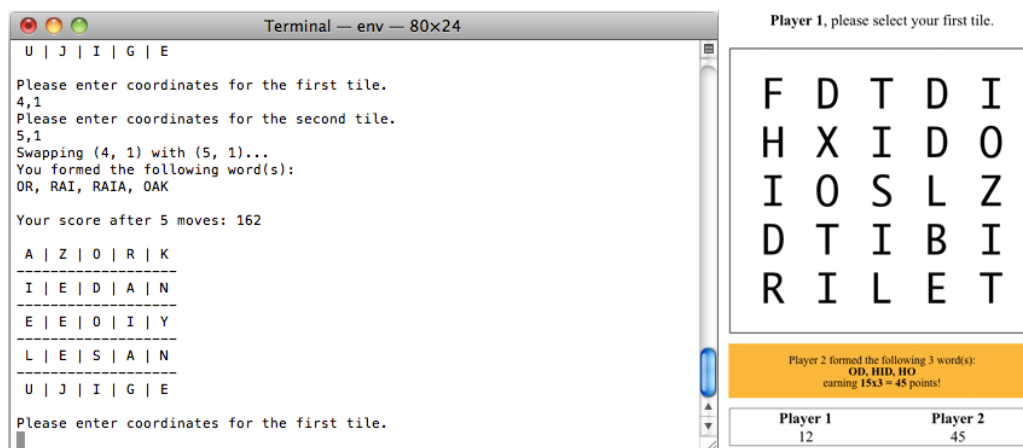 Terminal — env — 80×24
U | J | I | G | E
Please enter coordinates for the first tile.
4,1
Please enter coordinates for the second tile.
5,1
Swapping (4, 1) with (5, 1)...
You formed the following word(s):
OR, RAI, RAIA, OAK
Your score after 5 moves: 162
A | Z | O | R | K
--------------------
I | E | D | A | N
--------------------
E | E | O | I | Y
--------------------
L | E | S | A | N
--------------------
U | J | I | G | E
Please enter coordinates for the first tile.
Player 1, please select your first tile.
F D T D I
H X I D O
I O S L Z
D T I B I
R I L E T
Player 2 formed the following 3 word(s):
OD, HID, HO
earning 15x3 = 45 points!
Player 1 Player 2
12 45